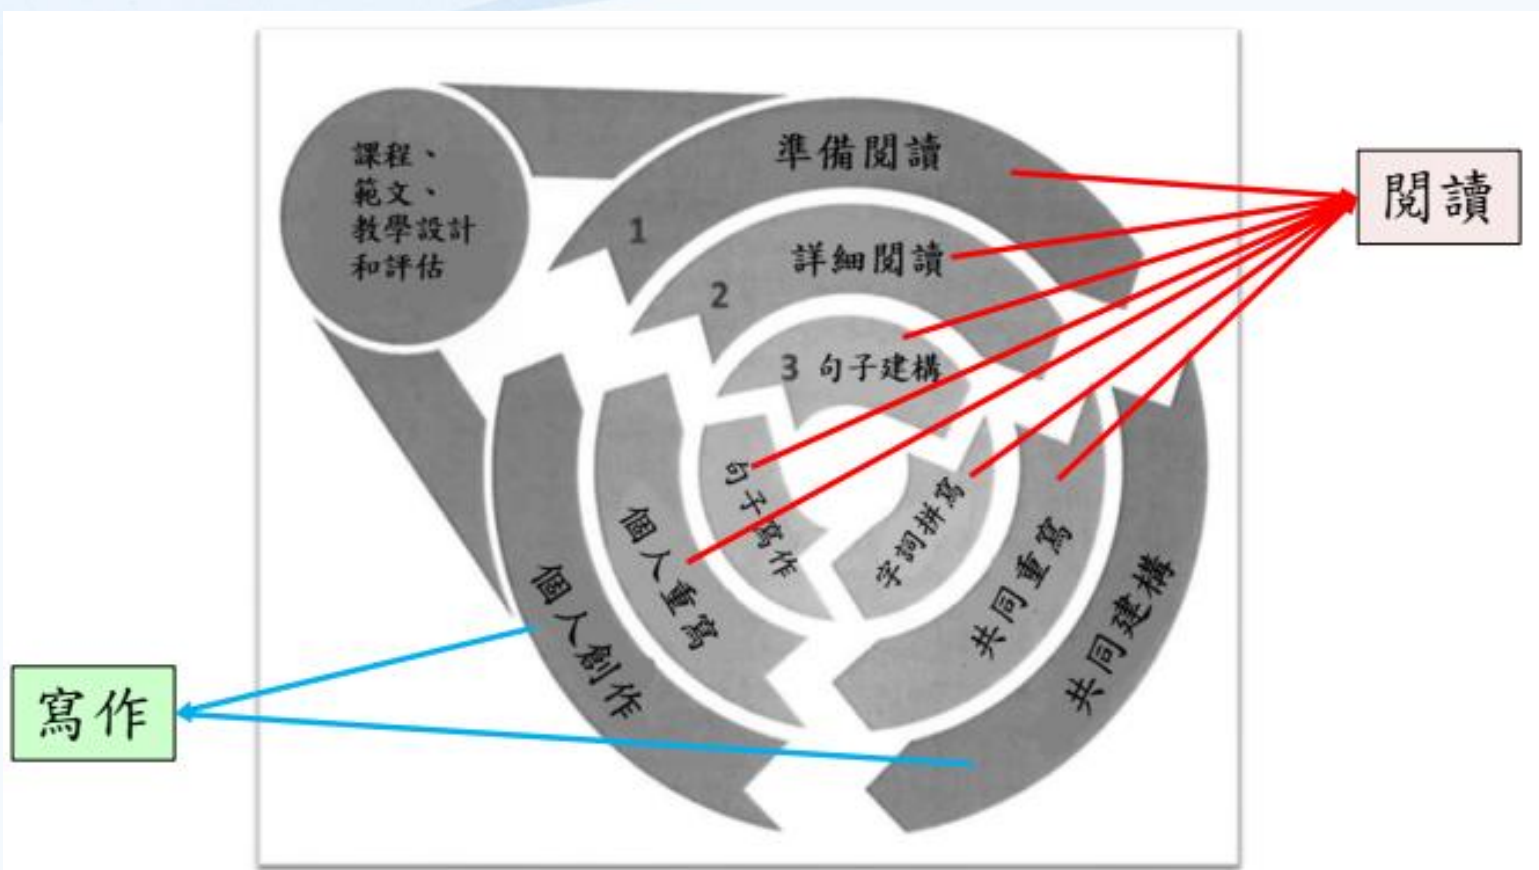 課程、
範文、
教學設計
和評估
準備閱讀
1
詳細閱讀
2
3 句子建構
句子寫作
字詞拼寫
個人重寫
共同重寫
個人創作
共同建構
閱讀
寫作